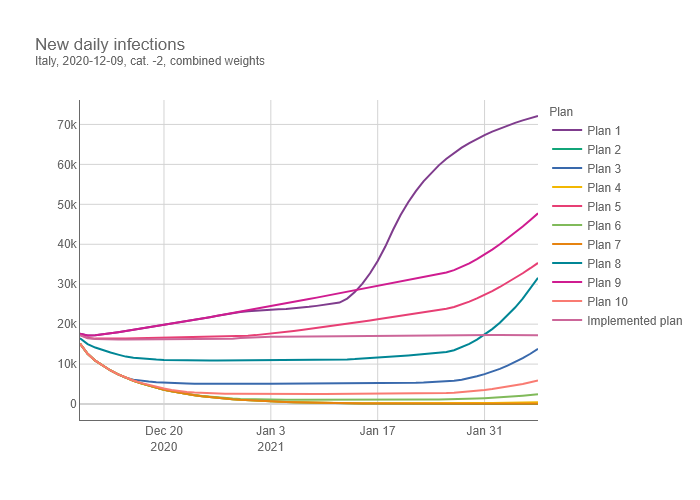 New daily infections
Italy, 2020-12-09, cat. -2, combined weights
70k
60k
50k
40k
30k
20k
10k
0
Dec 20
2020
Jan 3
2021
Jan 17
Jan 31
Plan
Plan 1
Plan 2
Plan 3
Plan 4
Plan 5
Plan 6
Plan 7
Plan 8
Plan 9
Plan 10
Implemented plan